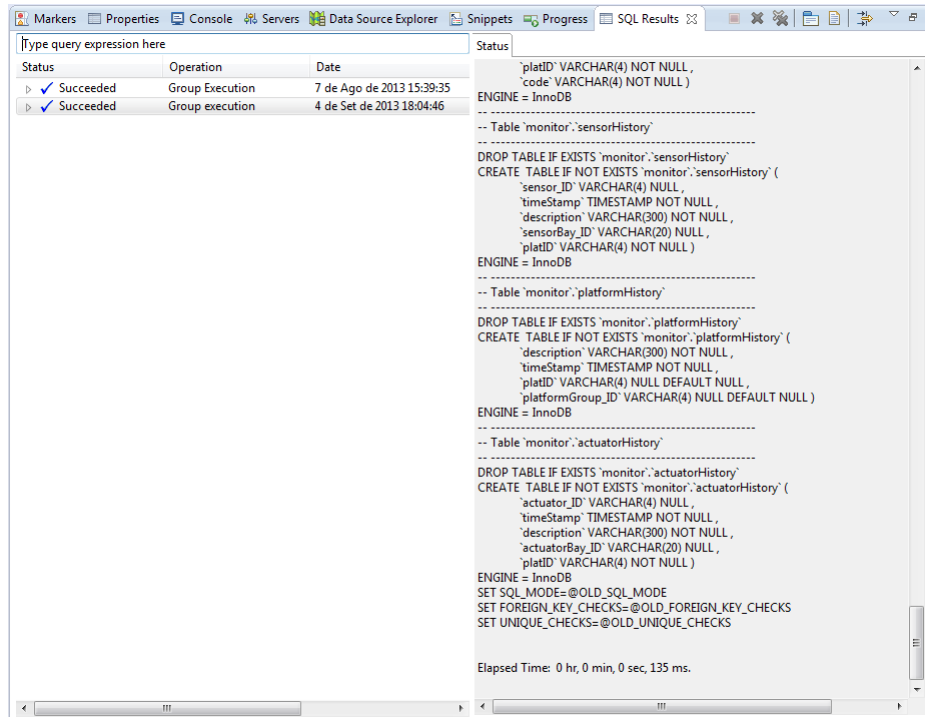 Markers Properties Console Servers Data Source Explorer Snippets Progress SQL Results
Type query expression here
Status Operation Date
Succeeded Group Execution 7 de Ago de 2013 15:39:35
Succeeded Group execution 4 de Set de 2013 18:04:46
Status
`platID` VARCHAR(4) NOT NULL ,
`code` VARCHAR(4) NOT NULL )
ENGINE = InnoDB
-- -----------------------------------------------------
-- Table `monitor`.`sensorHistory`
-- -----------------------------------------------------
DROP TABLE IF EXISTS `monitor`.`sensorHistory`
CREATE  TABLE IF NOT EXISTS `monitor`.`sensorHistory` (
`sensor_ID` VARCHAR(4) NULL ,
`timeStamp` TIMESTAMP NOT NULL ,
`description` VARCHAR(300) NOT NULL ,
`sensorBay_ID` VARCHAR(20) NULL ,
`platID` VARCHAR(4) NOT NULL )
ENGINE = InnoDB
-- -----------------------------------------------------
-- Table `monitor`.`platformHistory`
-- -----------------------------------------------------
DROP TABLE IF EXISTS `monitor`.`platformHistory`
CREATE  TABLE IF NOT EXISTS `monitor`.`platformHistory` (
`description` VARCHAR(300) NOT NULL ,
`timeStamp` TIMESTAMP NOT NULL ,
`platID` VARCHAR(4) NULL DEFAULT NULL ,
`platformGroup_ID` VARCHAR(4) NULL DEFAULT NULL )
ENGINE = InnoDB
-- -----------------------------------------------------
-- Table `monitor`.`actuatorHistory`
-- -----------------------------------------------------
DROP TABLE IF EXISTS `monitor`.`actuatorHistory`
CREATE  TABLE IF NOT EXISTS `monitor`.`actuatorHistory` (
`actuator_ID` VARCHAR(4) NULL ,
`timeStamp` TIMESTAMP NOT NULL ,
`description` VARCHAR(300) NOT NULL ,
`actuatorBay_ID` VARCHAR(20) NULL ,
`platID` VARCHAR(4) NOT NULL )
ENGINE = InnoDB
SET SQL_MODE=@OLD_SQL_MODE
SET FOREIGN_KEY_CHECKS=@OLD_FOREIGN_KEY_CHECKS
SET UNIQUE_CHECKS=@OLD_UNIQUE_CHECKS
Elapsed Time:  0 hr, 0 min, 0 sec, 135 ms.